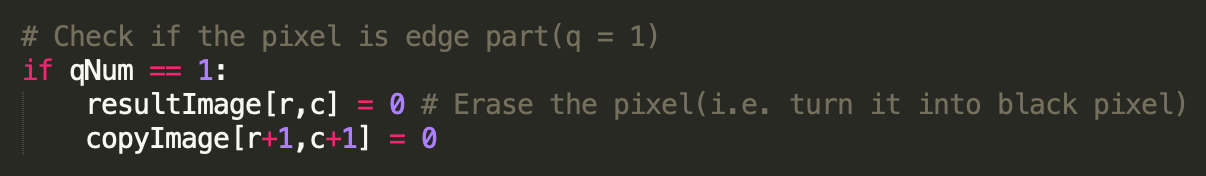 # Check if the pixel is edge part(q = 1)
if qNum == 1:
    resultImage[r,c] = 0 # Erase the pixel(i.e. turn it into black pixel)
    copyImage[r+1,c+1] = 0